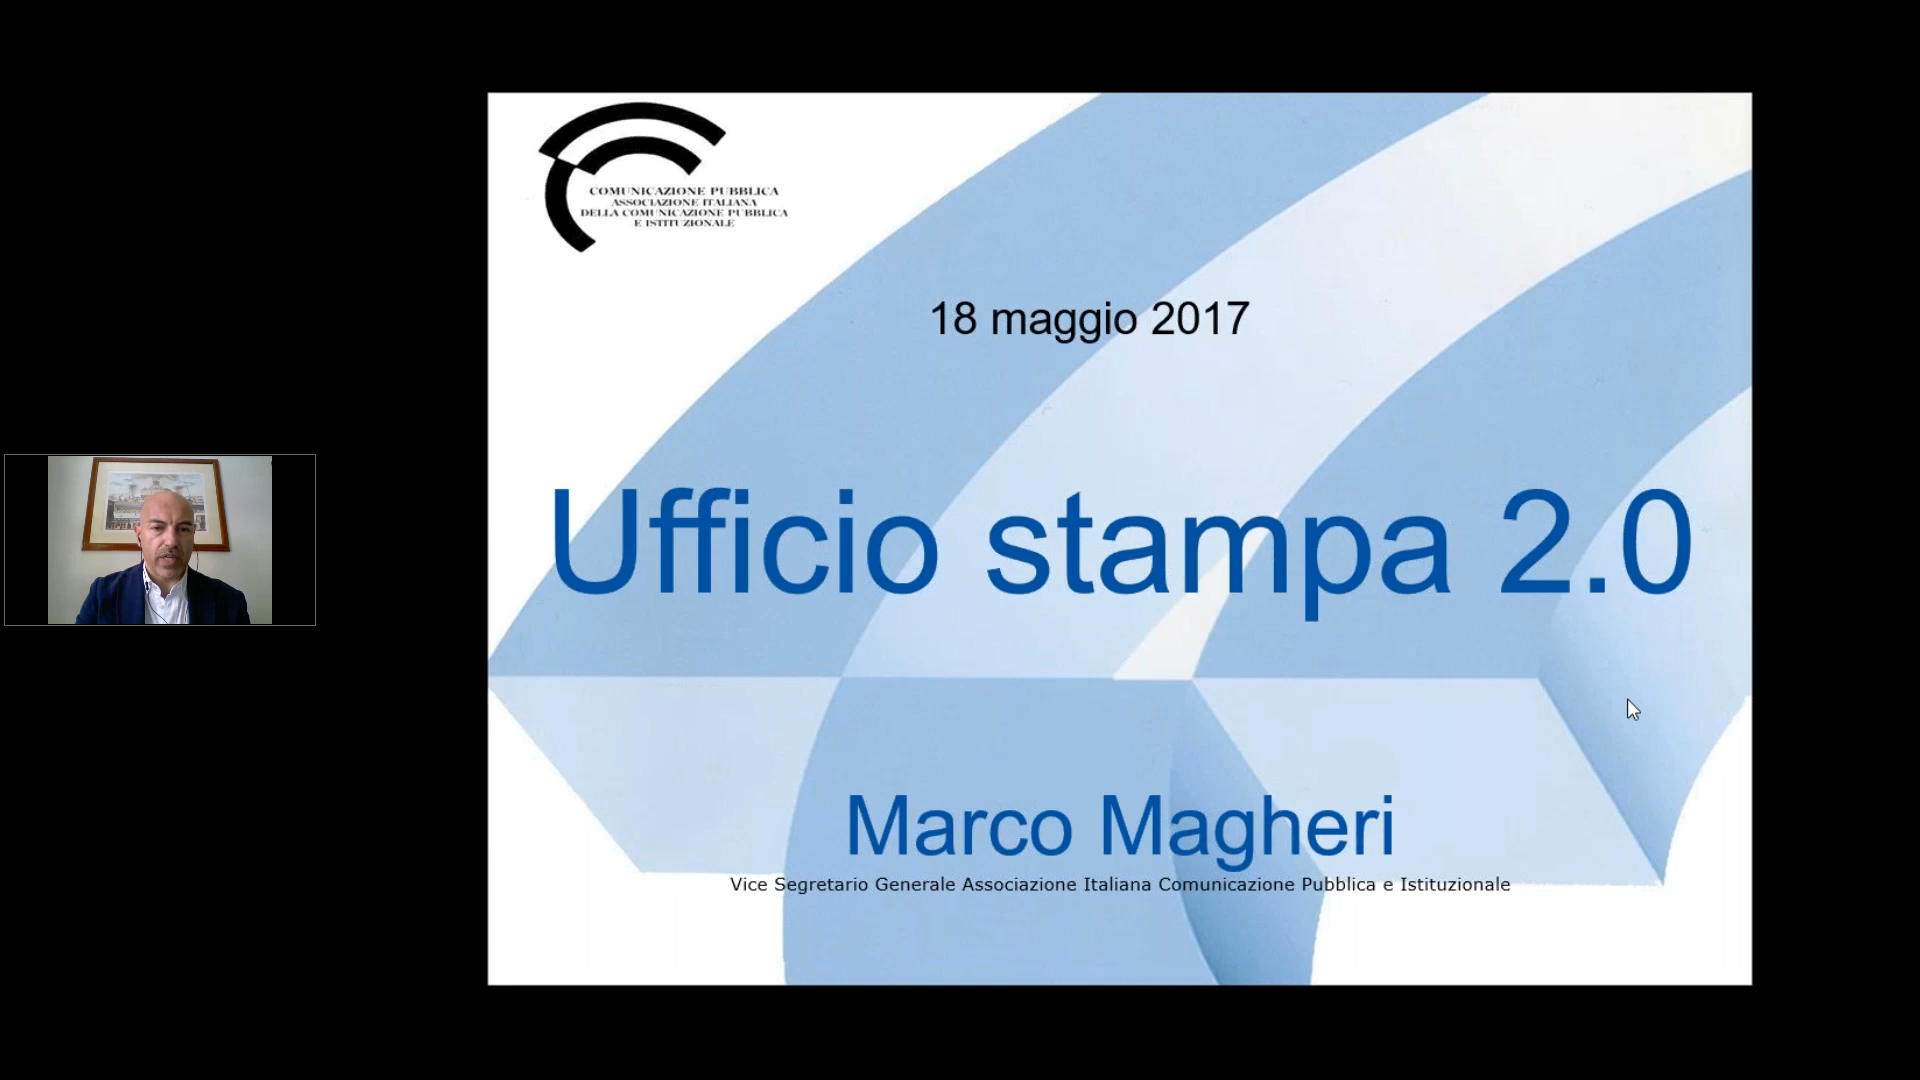 COMUNICAZIONE PUBBLICA
ASSOCIAZIONE ITALIANA
DELLA COMUNICAZIONE PUBBLICA
E ISTITUZIONALE
18 maggio 2017
Ufficio stampa 2.0
Marco Magheri
Vice Segretario Generale Associazione Italiana Comunicazione Pubblica e Istituzionale